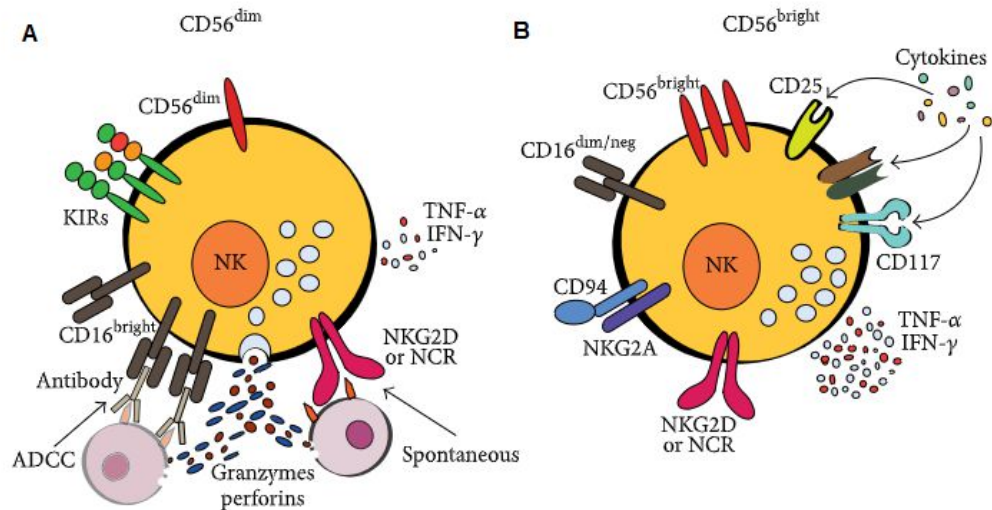 A
CD56dim
CD56dim
KIRs
NK
TNF-α
IFN-γ
CD16bright
NKG2D
or NCR
Antibody
ADCC
Granzymes
perforins
Spontaneous
B
CD56bright
Cytokines
CD25
CD56bright
CD16dim/neg
NK
CD117
CD94
NKG2A
TNF-α
IFN-γ
NKG2D
or NCR